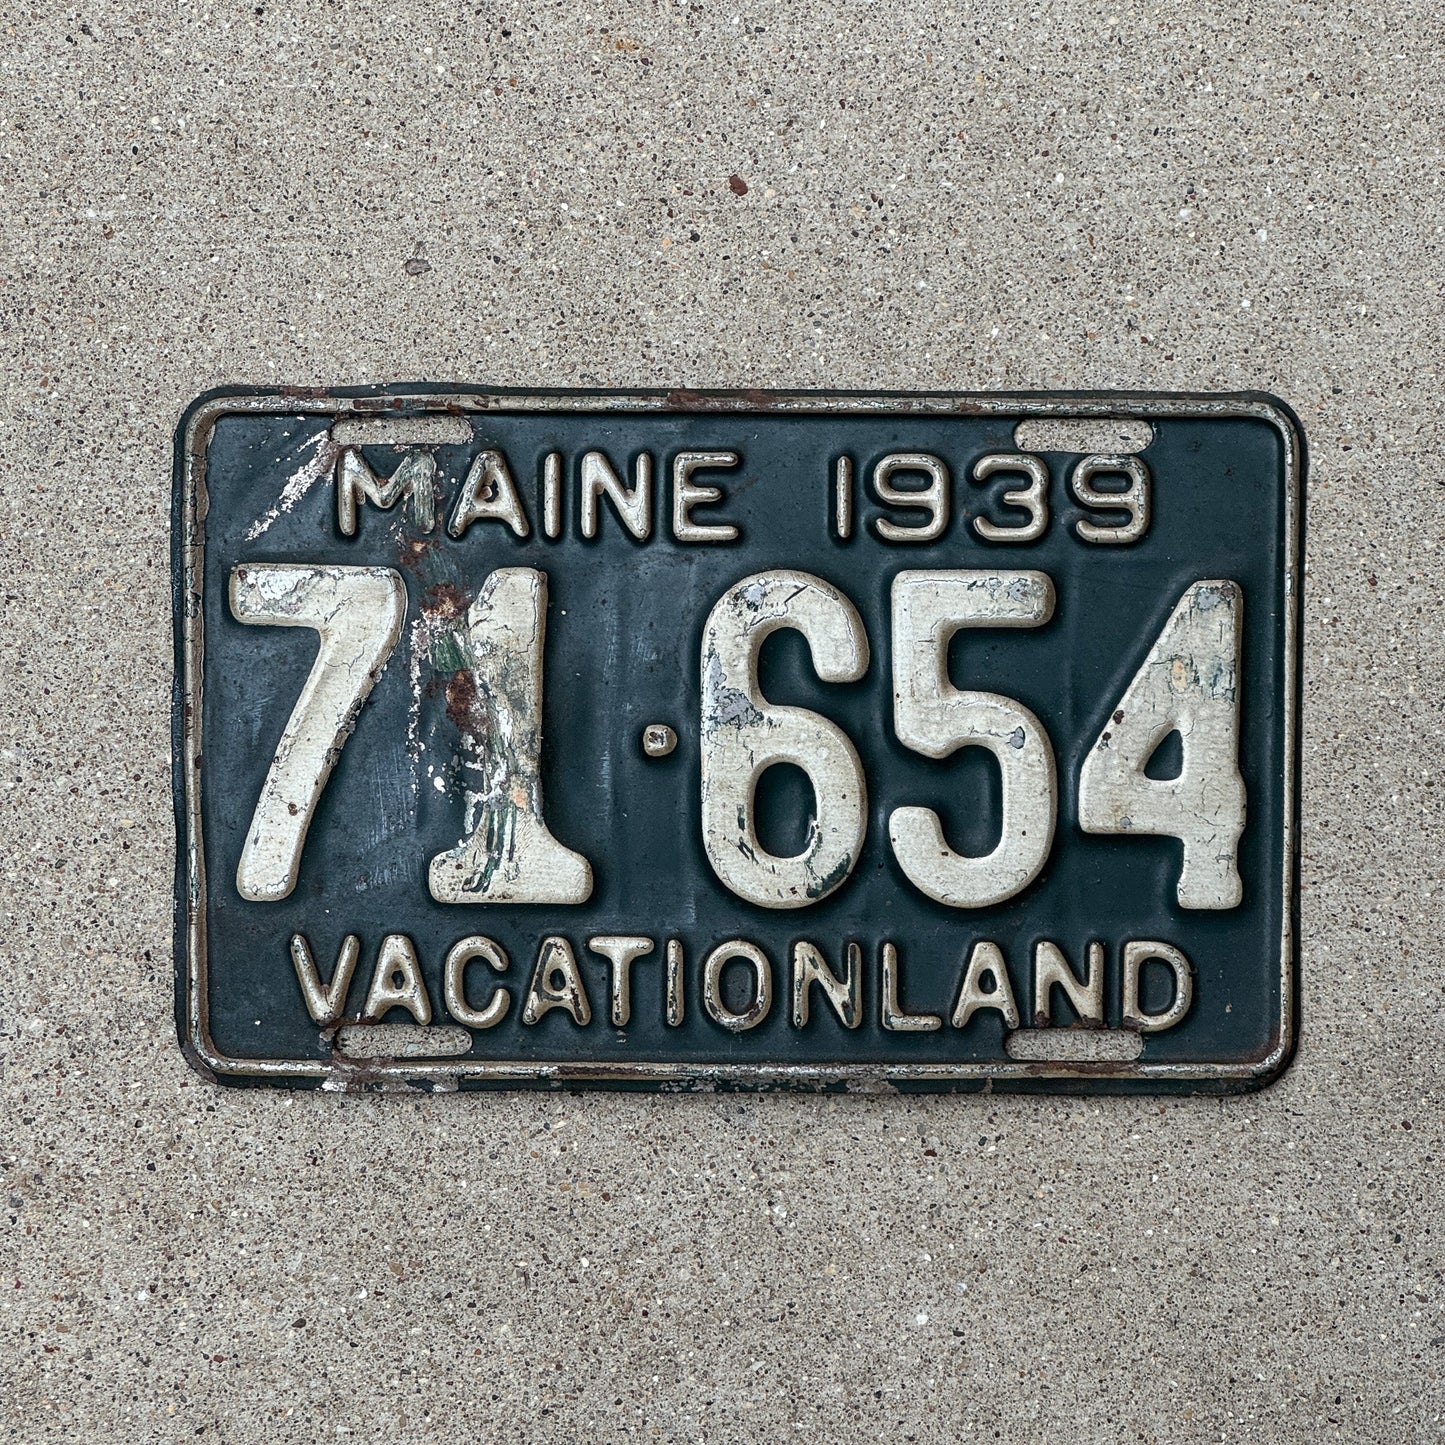 MAINE 1939
71·654
VACATIONLAND